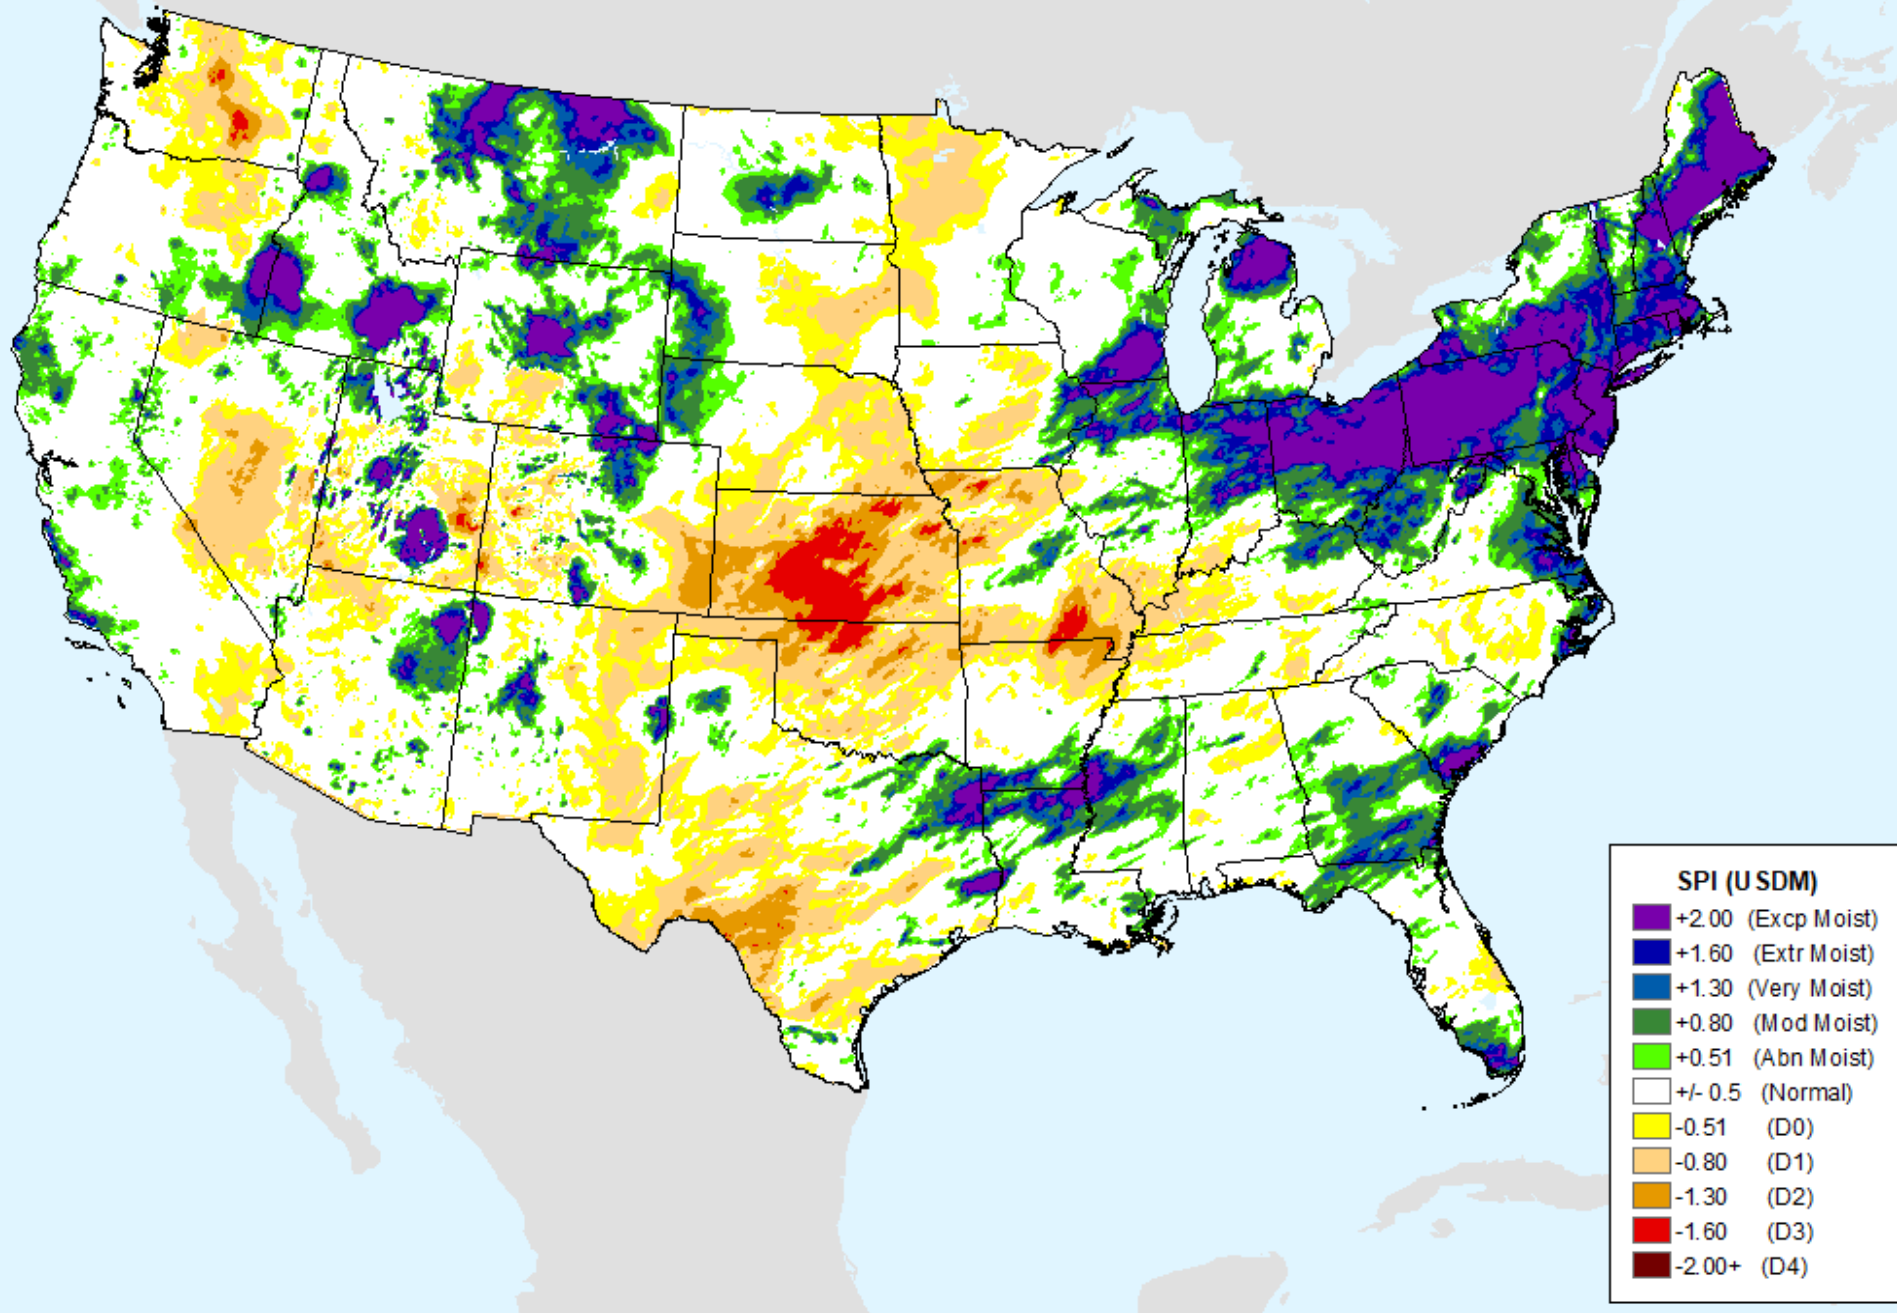 SPI (USDM)
+2.00 (Excp Moist)
+1.60 (Extr Moist)
+1.30 (Very Moist)
+0.80 (Mod Moist)
+0.51 (Abn Moist)
+/- 0.5 (Normal)
-0.51 (D0)
-0.80 (D1)
-1.30 (D2)
-1.60 (D3)
-2.00+ (D4)